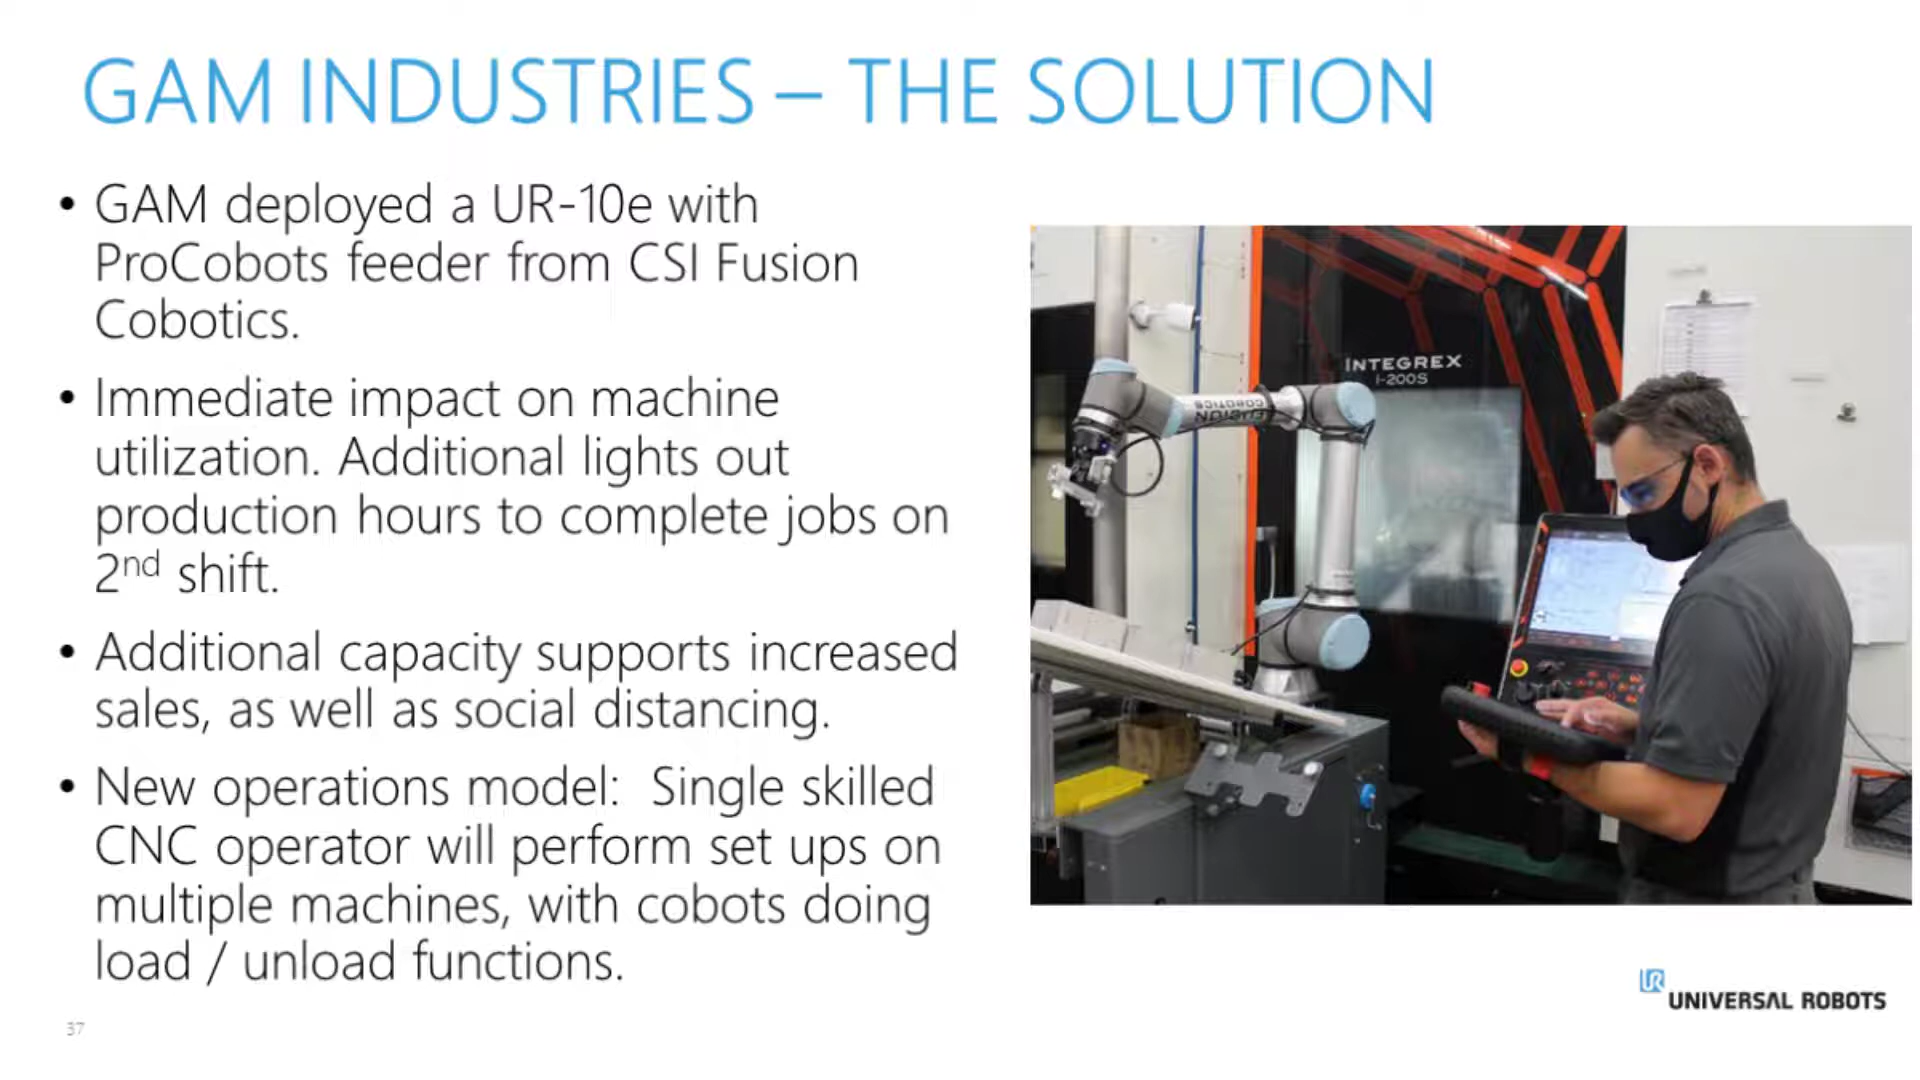 GAM INDUSTRIES – THE SOLUTION
• GAM deployed a UR-10e with
ProCobots feeder from CSI Fusion
Cobotics.
• Immediate impact on machine
utilization. Additional lights out
production hours to complete jobs on
2nd shift.
• Additional capacity supports increased
sales, as well as social distancing.
• New operations model:  Single skilled
CNC operator will perform set ups on
multiple machines, with cobots doing
load / unload functions.
INTEGREX
i-200S
FUSION
COBOTICS
UR
UNIVERSAL ROBOTS
37